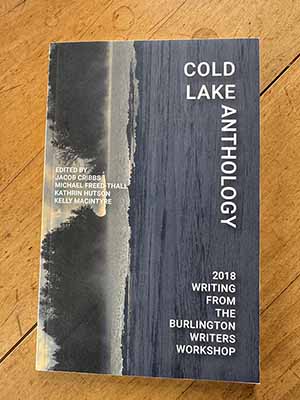 COLD
LAKE
ANTHOLOGY
EDITED BY
JACOB CRIBBS
MICHAEL FREED-THALL
KATHRIN HUTSON
KELLY MACINTYRE
2018
WRITING
FROM
THE
BURLINGTON
WRITERS
WORKSHOP